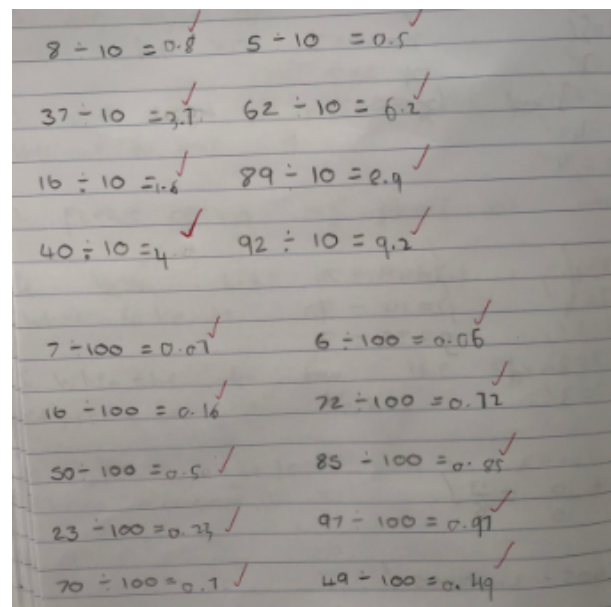 8 ÷ 10 = 0.8 5 ÷ 10 = 0.5
37 ÷ 10 = 3.7 62 ÷ 10 = 6.2
16 ÷ 10 = 1.6 89 ÷ 10 = 8.9
40 ÷ 10 = 4 92 ÷ 10 = 9.2
7 ÷ 100 = 0.07 6 ÷ 100 = 0.06
16 ÷ 100 = 0.16 72 ÷ 100 = 0.72
50 ÷ 100 = 0.5 85 ÷ 100 = 0.85
23 ÷ 100 = 0.23 97 ÷ 100 = 0.97
70 ÷ 100 = 0.7 49 ÷ 100 = 0.49